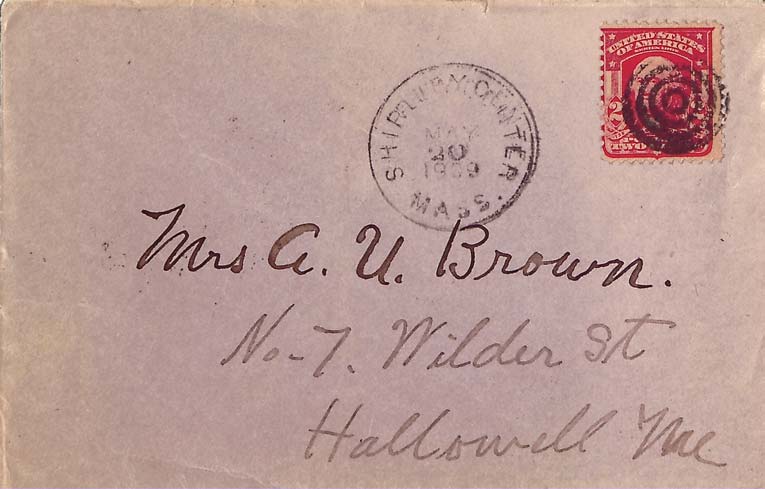 UNITED STATES
OF AMERICA
SHIRLEY CENTER
MAY
20
1909
MASS.
2
TWO
Mrs A. U. Brown.
No-7. Wilder St
Hallowell Me